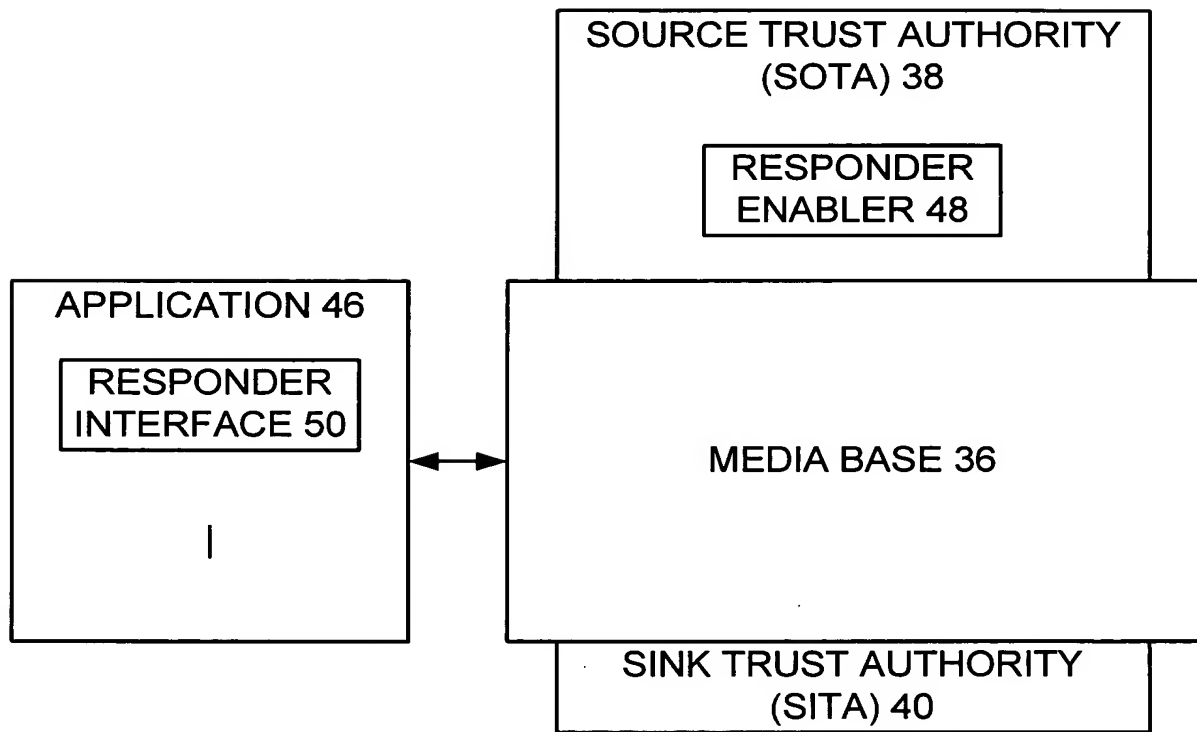 SOURCE TRUST AUTHORITY
(SOTA) 38
RESPONDER
ENABLER 48
APPLICATION 46
RESPONDER
INTERFACE 50
MEDIA BASE 36
SINK TRUST AUTHORITY
(SITA) 40